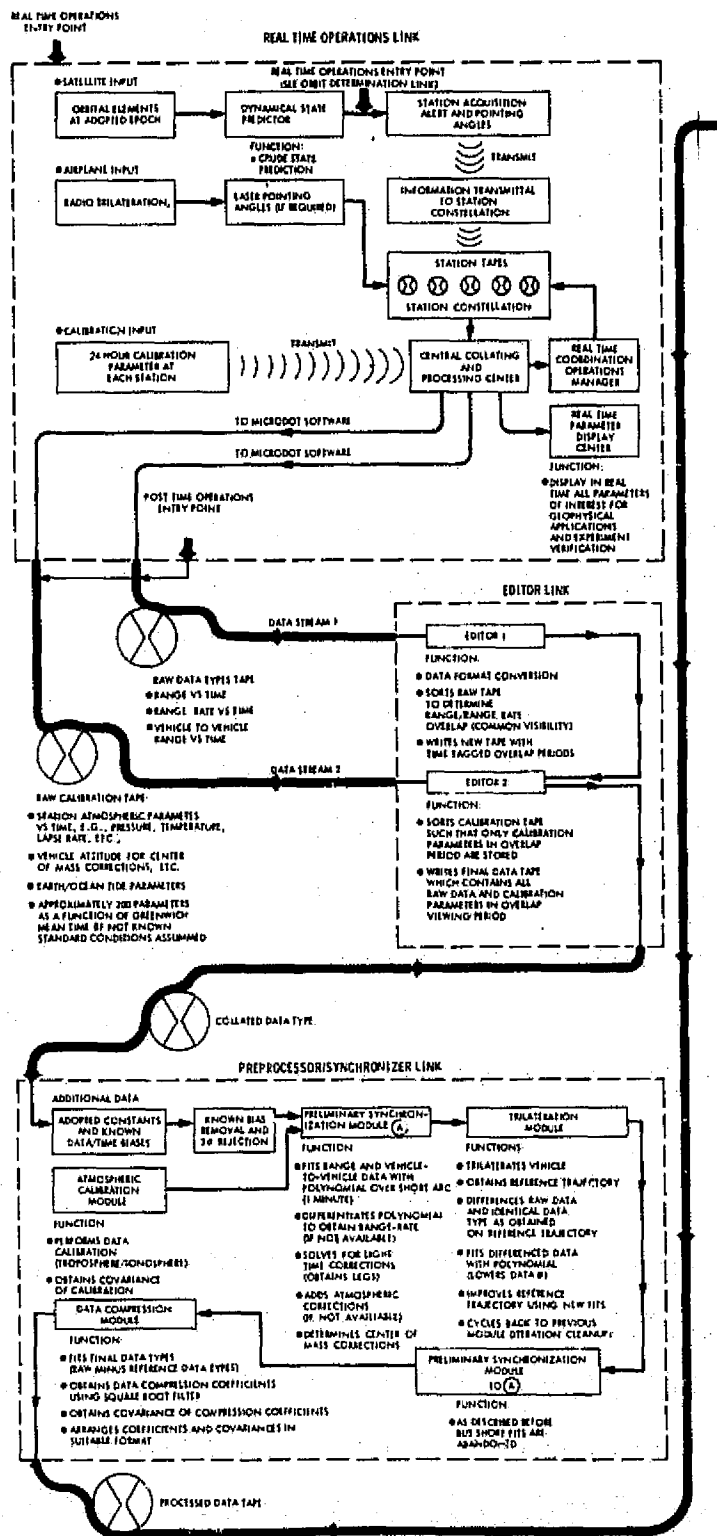 REAL TIME OPERATIONS
ENTRY POINT
REAL TIME OPERATIONS LINK
REAL TIME OPERATIONS ENTRY POINT
(SEE ORBIT DETERMINATION LINK)
SATELLITE INPUT
ORBITAL ELEMENTS
AT ADOPTED EPOCH
DYNAMICAL STATE
PREDICTOR
STATION ACQUISITION
ALERT AND POINTING
ANGLES
FUNCTION:
CRUDE STATE
PREDICTION
TRANSMIT
AIRPLANE INPUT
RADIO TRILATERATION,
LASER POINTING
ANGLES (IF REQUIRED)
INFORMATION TRANSMITTAL
TO STATION
CONSTELLATION
STATION TAPES
STATION CONSTELLATION
CALIBRATION INPUT
24 HOUR CALIBRATION
PARAMETER AT
EACH STATION
TRANSMIT
CENTRAL COLLATING
AND
PROCESSING CENTER
REAL TIME
COORDINATION
OPERATIONS
MANAGER
REAL TIME
PARAMETER
DISPLAY
CENTER
TO MICRODOT SOFTWARE
TO MICRODOT SOFTWARE
FUNCTION:
DISPLAY IN REAL
TIME ALL PARAMETERS
OF INTEREST FOR
GEOPHYSICAL
APPLICATIONS
AND EXPERIMENT
VERIFICATION
POST TIME OPERATIONS
ENTRY POINT
EDITOR LINK
DATA STREAM 1
EDITOR 1
FUNCTION:
DATA FORMAT CONVERSION
SORTS RAW TAPE
TO DETERMINE
RANGE/RANGE RATE
OVERLAP (COMMON VISIBILITY)
WRITES NEW TAPE WITH
TIME TAGGED OVERLAP PERIODS
RAW DATA TYPES TAPE
RANGE VS TIME
RANGE RATE VS TIME
VEHICLE TO VEHICLE
RANGE VS TIME
DATA STREAM 2
EDITOR 2
FUNCTION:
SORTS CALIBRATION TAPE
SUCH THAT ONLY CALIBRATION
PARAMETERS IN OVERLAP
PERIOD ARE STORED
WRITES FINAL DATA TAPE
WHICH CONTAINS ALL
RAW DATA AND CALIBRATION
PARAMETERS IN OVERLAP
VIEWING PERIOD
RAW CALIBRATION TAPE
STATION ATMOSPHERIC PARAMETES
VS TIME, E.G., PRESSURE, TEMPERATURE,
LAPSE RATE, ETC.,
VEHICLE ATTITUDE FOR CENTER
OF MASS CORRECTIONS, ETC.
EARTH/OCEAN TIDE PARAMETERS
APPROXIMATELY 200 PARAMETERS
AS A FUNCTION OF GREENWICH
MEAN TIME IF NOT KNOWN
STANDARD CONDITIONS ASSUMMED
COLLATED DATA TYPE
PREPROCESSOR/SYNCHRONIZER LINK
ADDITIONAL DATA
ADOPTED CONSTANTS
AND KNOWN
DATA/TIME BIASES
KNOWN BIAS
REMOVAL AND
3σ REJECTION
PRELIMINARY SYNCHRON-
IZATION MODULE (A)
TRILATERATION
MODULE
ATMOSPHERIC
CALIBRATION
MODULE
FUNCTION
PERFORMS DATA
CALIBRATION
(TROPOSPHERE/IONOSPHERE)
OBTAINS COVARIANCE
OF CALIBRATION
FUNCTION
FITS RANGE AND VEHICLE-
TO-VEHICLE DATA WITH
POLYNOMIAL OVER SHORT ARC
(1 MINUTE)
DIFFERENTIATES POLYNOMIAL
TO OBTAIN RANGE-RATE
(IF NOT AVAILABLE)
SOLVES FOR LIGHT
TIME CORRECTIONS
(OBTAINS LEGS)
ADDS ATMOSPHERIC
CORRECTIONS
(IF NOT AVAILABLE)
DETERMINES CENTER OF
MASS CORRECTIONS
FUNCTIONS
TRILATERATES VEHICLE
OBTAINS REFERENCE TRAJECTORY
DIFFERENCES RAW DATA
AND IDENTICAL DATA
TYPE AS OBTAINED
ON REFERENCE TRAJECTORY
FITS DIFFERENCED DATA
WITH POLYNOMIAL
(LOWERS DATA
IMPROVES REFERENCE
TRAJECTORY USING NEW FITS
CYCLES BACK TO PREVIOUS
MODULE CLEANUP
DATA COMPRESSION
MODULE
FUNCTION:
FITS FINAL DATA TYPES
(RAW MINUS REFERENCE DATA TYPES)
OBTAINS DATA COMPRESSION COEFFICIENTS
USING SQUARE ROOT FILTER
OBTAINS COVARIANCE OF COMPRESSION COEFFICIENTS
ARRANGES COEFFICIENTS AND COVARIANCES IN
SUITABLE FORMAT
PRELIMINARY SYNCHRONIZATION
MODULE
TO (A)
FUNCTION
AS DESCRIBED BEFORE
BUS SHORT FITS ARE
PROCESSED DATA TAPE